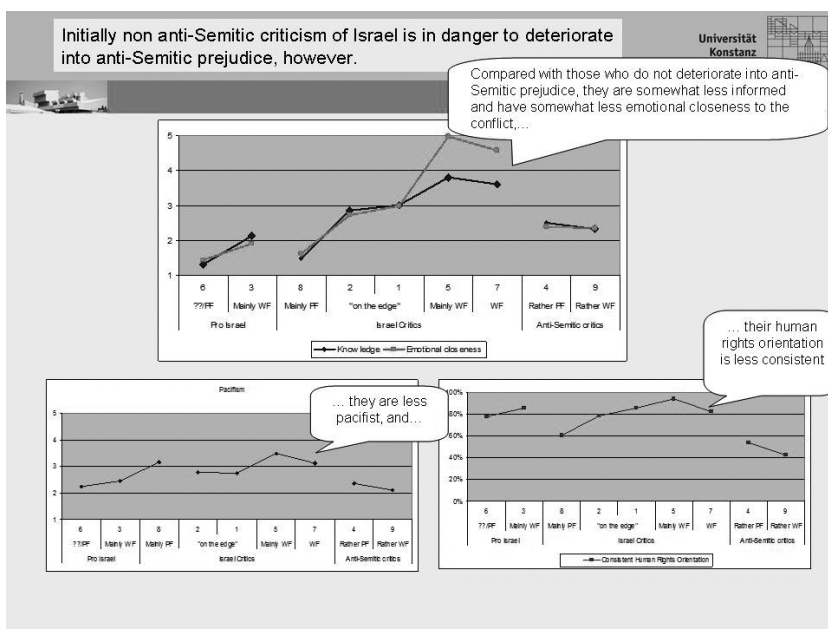 Initially non anti-Semitic criticism of Israel is in danger to deteriorate
into anti-Semitic prejudice, however.
Universität
Konstanz
Compared with those who do not deteriorate into anti-
Semitic prejudice, they are somewhat less informed
and have somewhat less emotional closeness to the
conflict,…
5
4
3
2
1
6 3 8 2 1 5 7 4 9
??/PF Mainly WF Mainly PF "on the edge" Mainly WF WF Rather PF Rather WF
Pro Israel Israel Critics Anti-Semitic critics
Knowledge Emotional closeness
… their human
rights orientation
is less consistent
Pacifism
… they are less
pacifist, and…
5
4
3
2
1
6 3 8 2 1 5 7 4 9
??/PF Mainly WF Mainly PF "on the edge" Mainly WF WF Rather PF Rather WF
Pro Israel Israel Critics Anti-Semitic critics
100%
80%
60%
40%
20%
0%
6 3 8 2 1 5 7 4 9
??/PF Mainly WF Mainly PF "on the edge" Mainly WF WF Rather PF Rather WF
Pro Israel Israel Critics Anti-Semitic critics
Consistent Human Rights Orientation